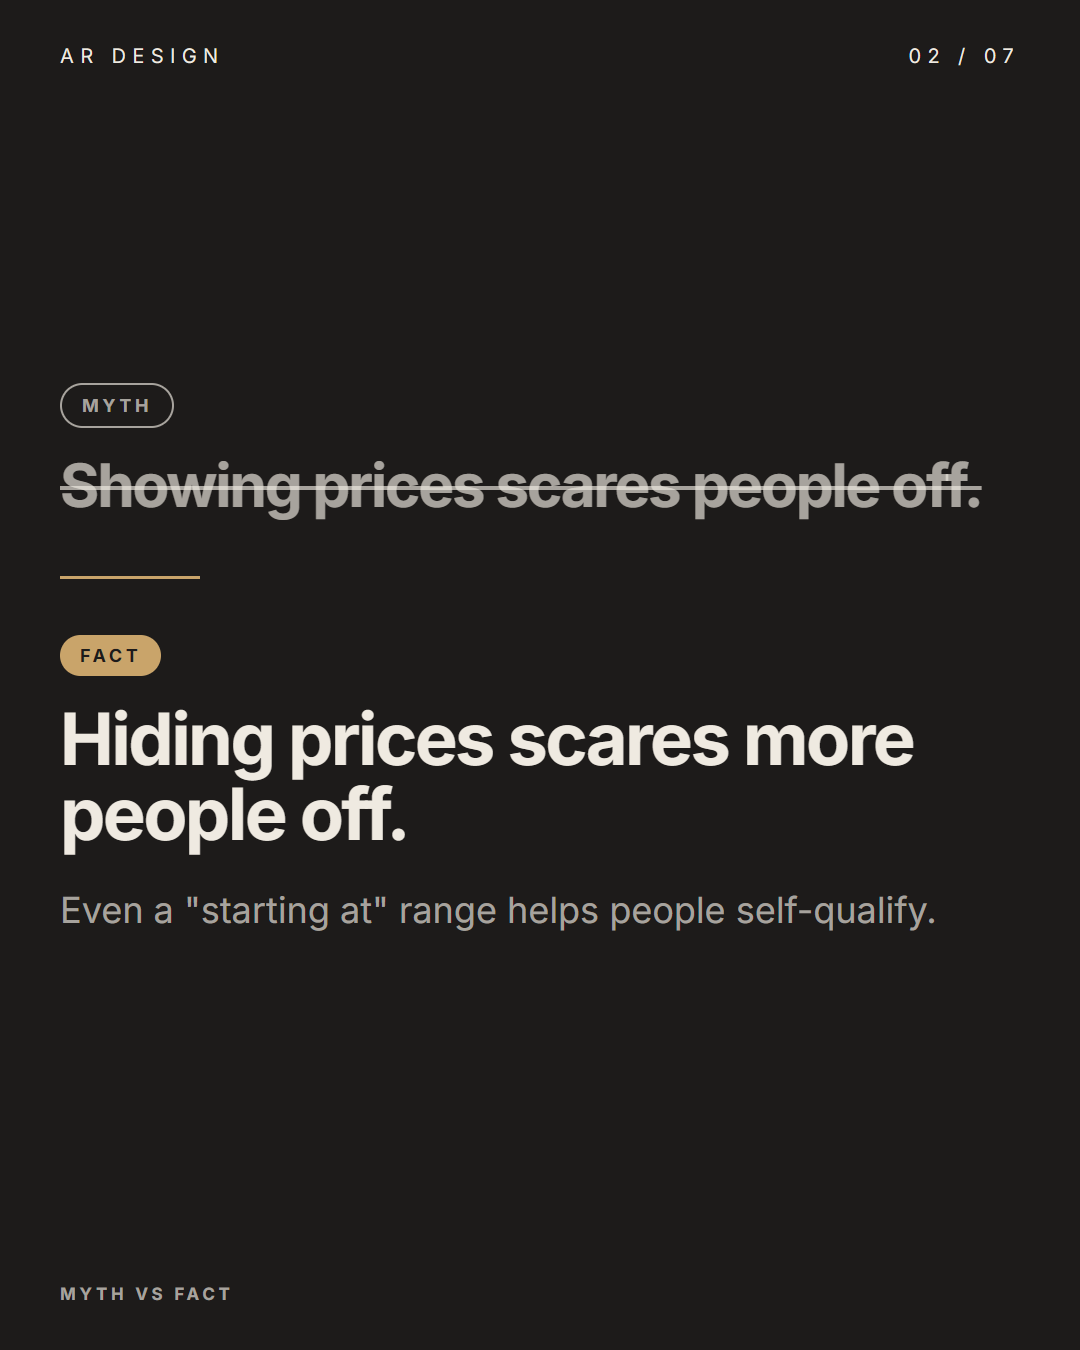 AR DESIGN
02 / 07
MYTH
Showing prices scares people off.
FACT
Hiding prices scares more
people off.
Even a "starting at" range helps people self-qualify.
MYTH VS FACT